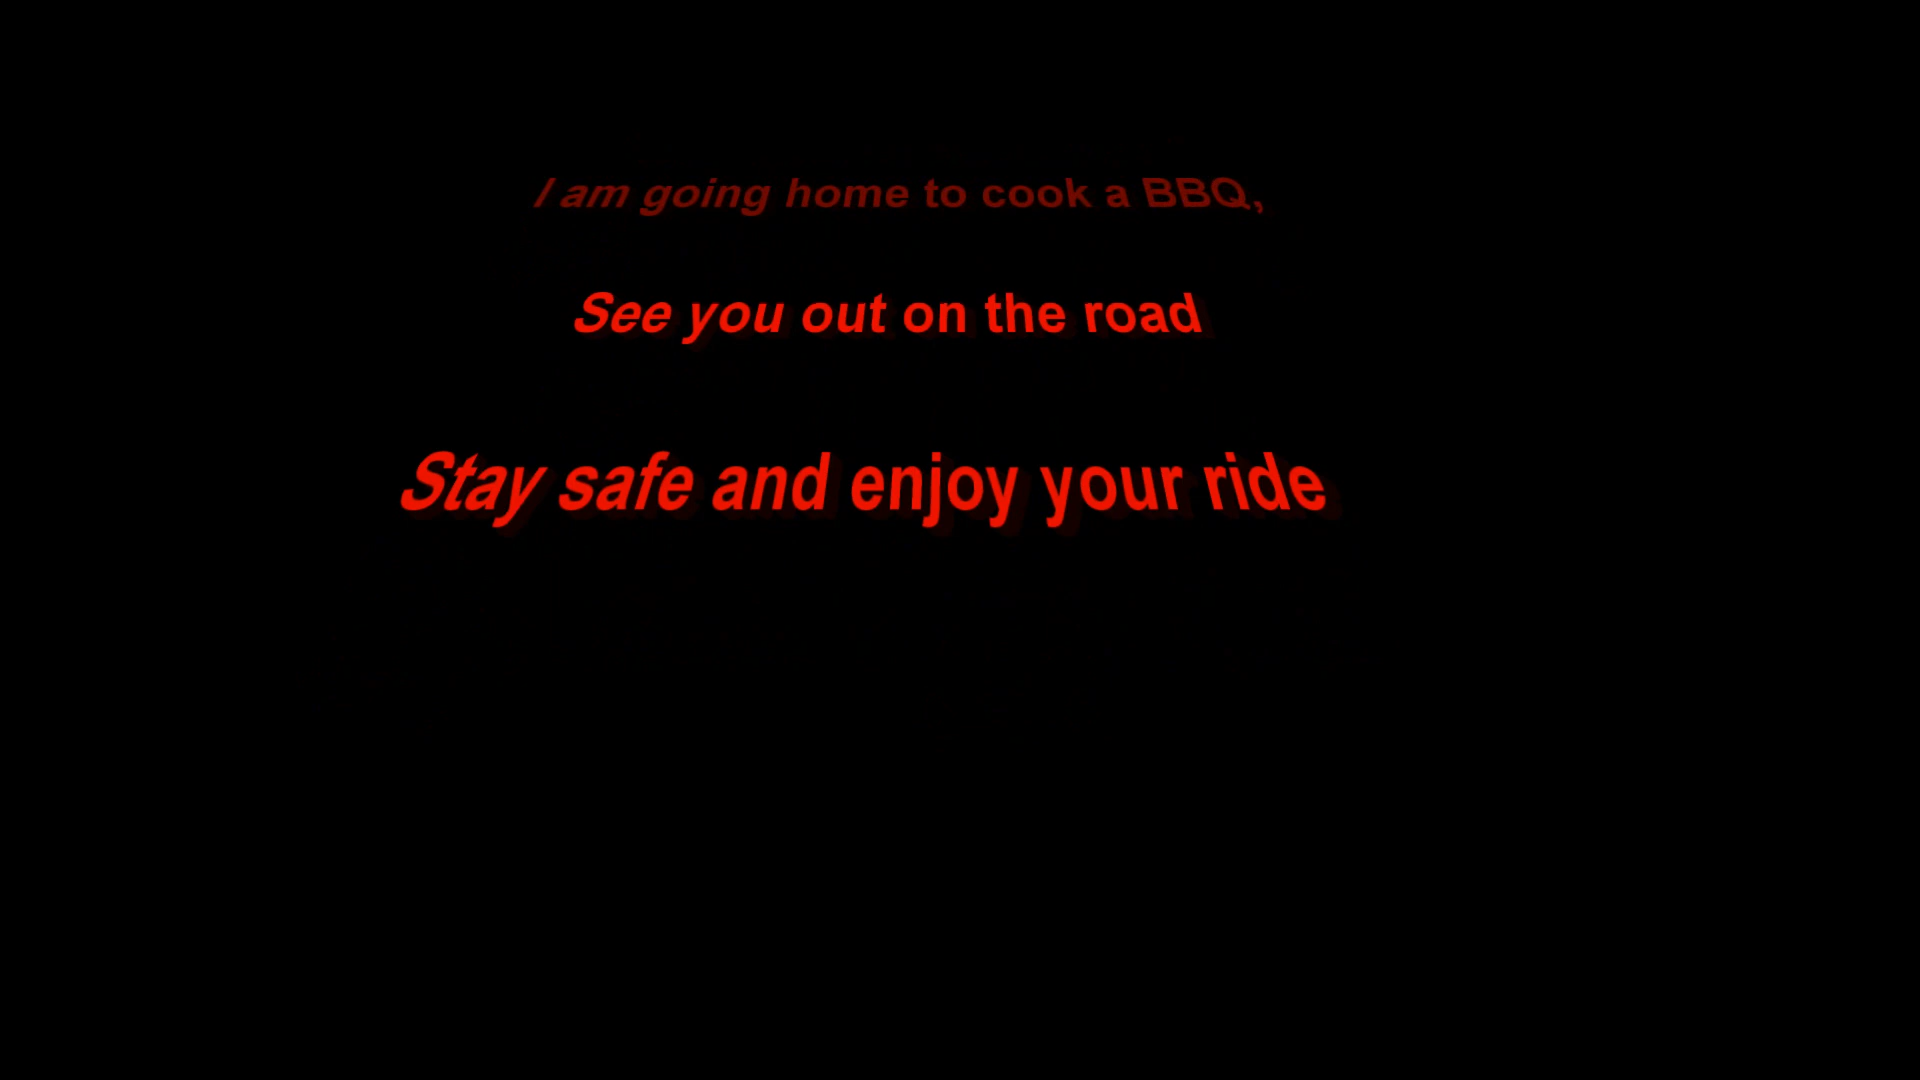 I am going home to cook a BBQ,
See you out on the road
Stay safe and enjoy your ride